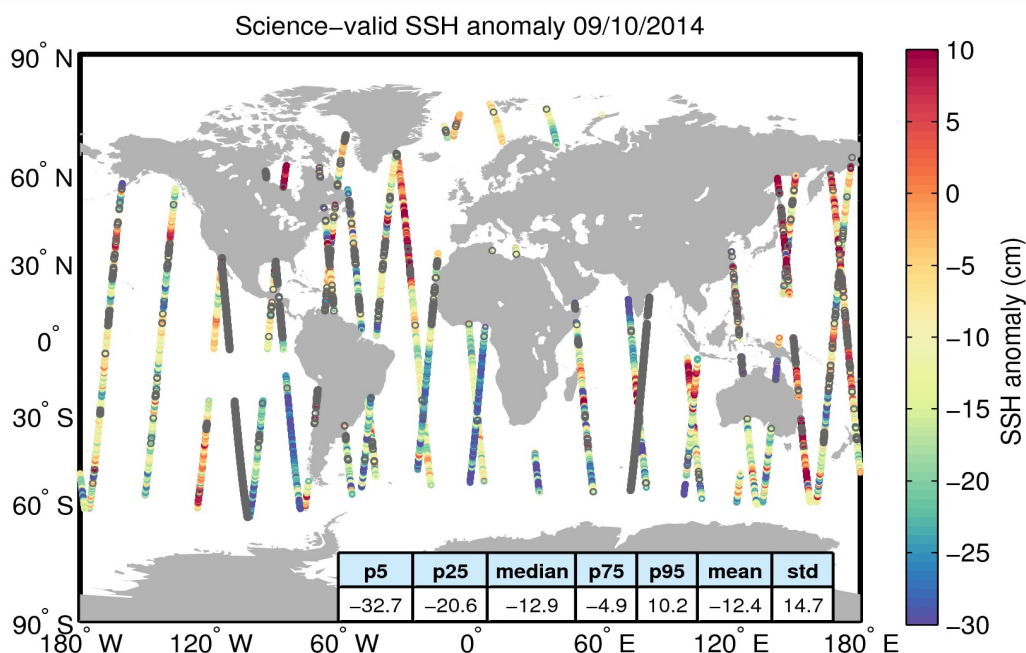 Science−valid SSH anomaly 09/10/2014
90° N
60° N
30° N
0°
30° S
60° S
90° S
180° W
120° W
60° W
0°
60° E
120° E
180° E
p5 p25 median p75 p95 mean std
−32.7 −20.6 −12.9 −4.9 10.2 −12.4 14.7
10
5
0
−5
−10
−15
−20
−25
−30
SSH anomaly (cm)